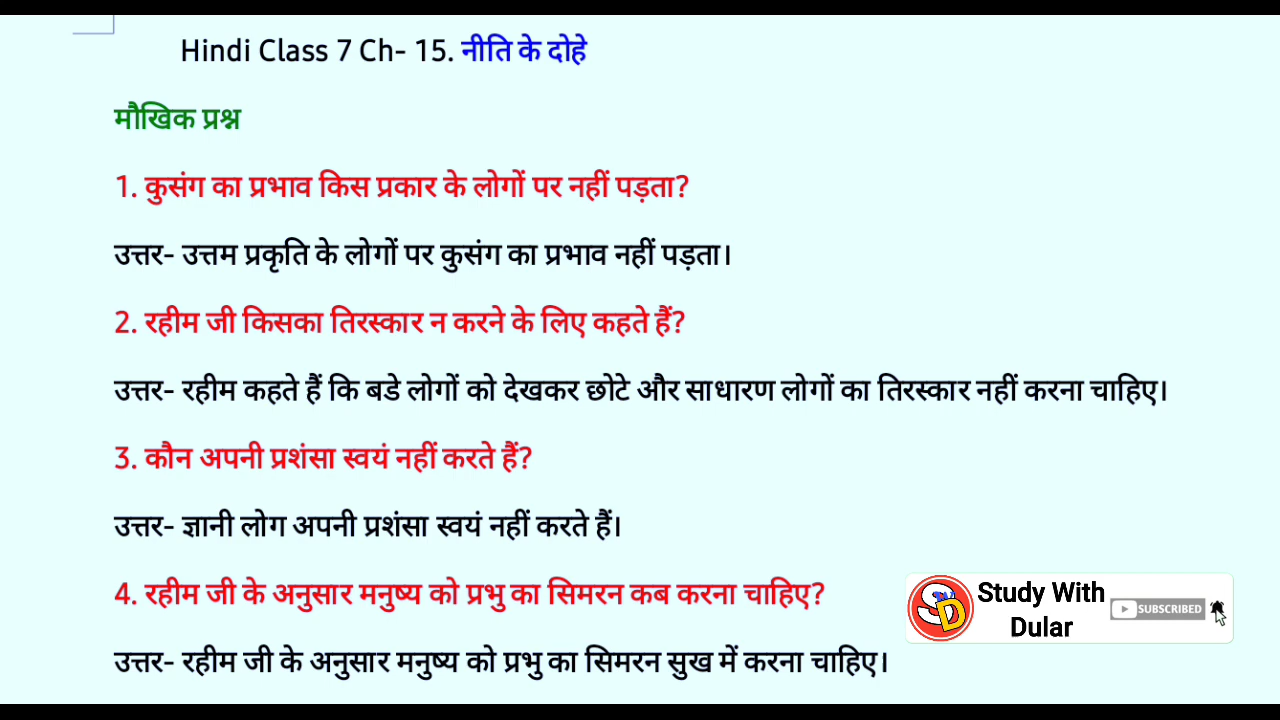 Hindi Class 7 Ch- 15. नीति के दोहे
मौखिक प्रश्न
1. कुसंग का प्रभाव किस प्रकार के लोगों पर नहीं पड़ता?
उत्तर- उत्तम प्रकृति के लोगों पर कुसंग का प्रभाव नहीं पड़ता।
2. रहीम जी किसका तिरस्कार न करने के लिए कहते हैं?
उत्तर- रहीम कहते हैं कि बडे लोगों को देखकर छोटे और साधारण लोगों का तिरस्कार नहीं करना चाहिए।
3. कौन अपनी प्रशंसा स्वयं नहीं करते हैं?
उत्तर- ज्ञानी लोग अपनी प्रशंसा स्वयं नहीं करते हैं।
4. रहीम जी के अनुसार मनुष्य को प्रभु का सिमरन कब करना चाहिए?
उत्तर- रहीम जी के अनुसार मनुष्य को प्रभु का सिमरन सुख में करना चाहिए।
SD
Study With
Dular
SUBSCRIBED